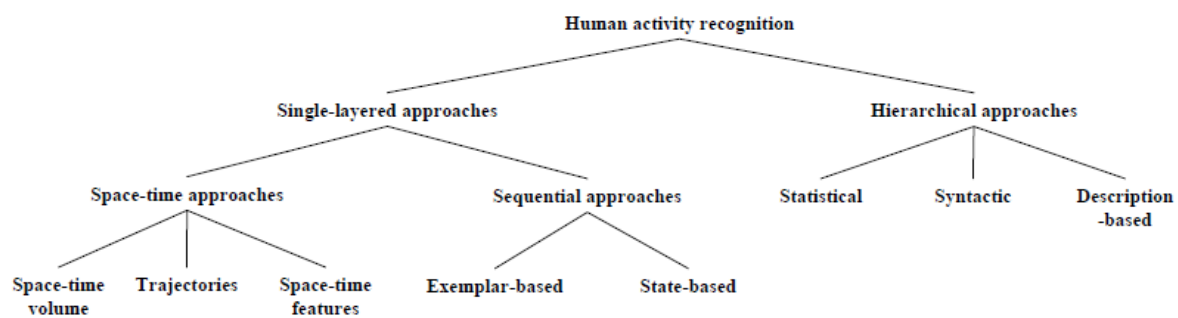 Human activity recognition
Single-layered approaches
Hierarchical approaches
Space-time approaches
Sequential approaches
Statistical
Syntactic
Description
-based
Space-time
volume
Trajectories
Space-time
features
Exemplar-based
State-based